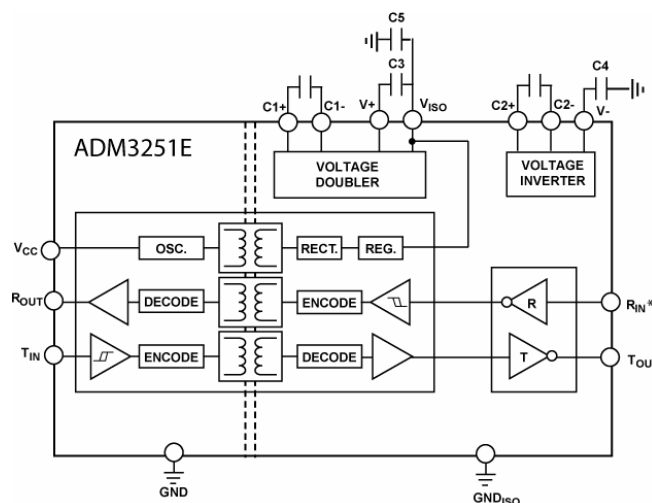 C5
C3
C4
C1+ C1- V+ VISO C2+ C2- V-
ADM3251E
VOLTAGE DOUBLER
VOLTAGE INVERTER
VCC OSC. RECT. REG.
ROUT DECODE ENCODE R RIN*
TIN ENCODE DECODE T TOU
GND
GNDISO